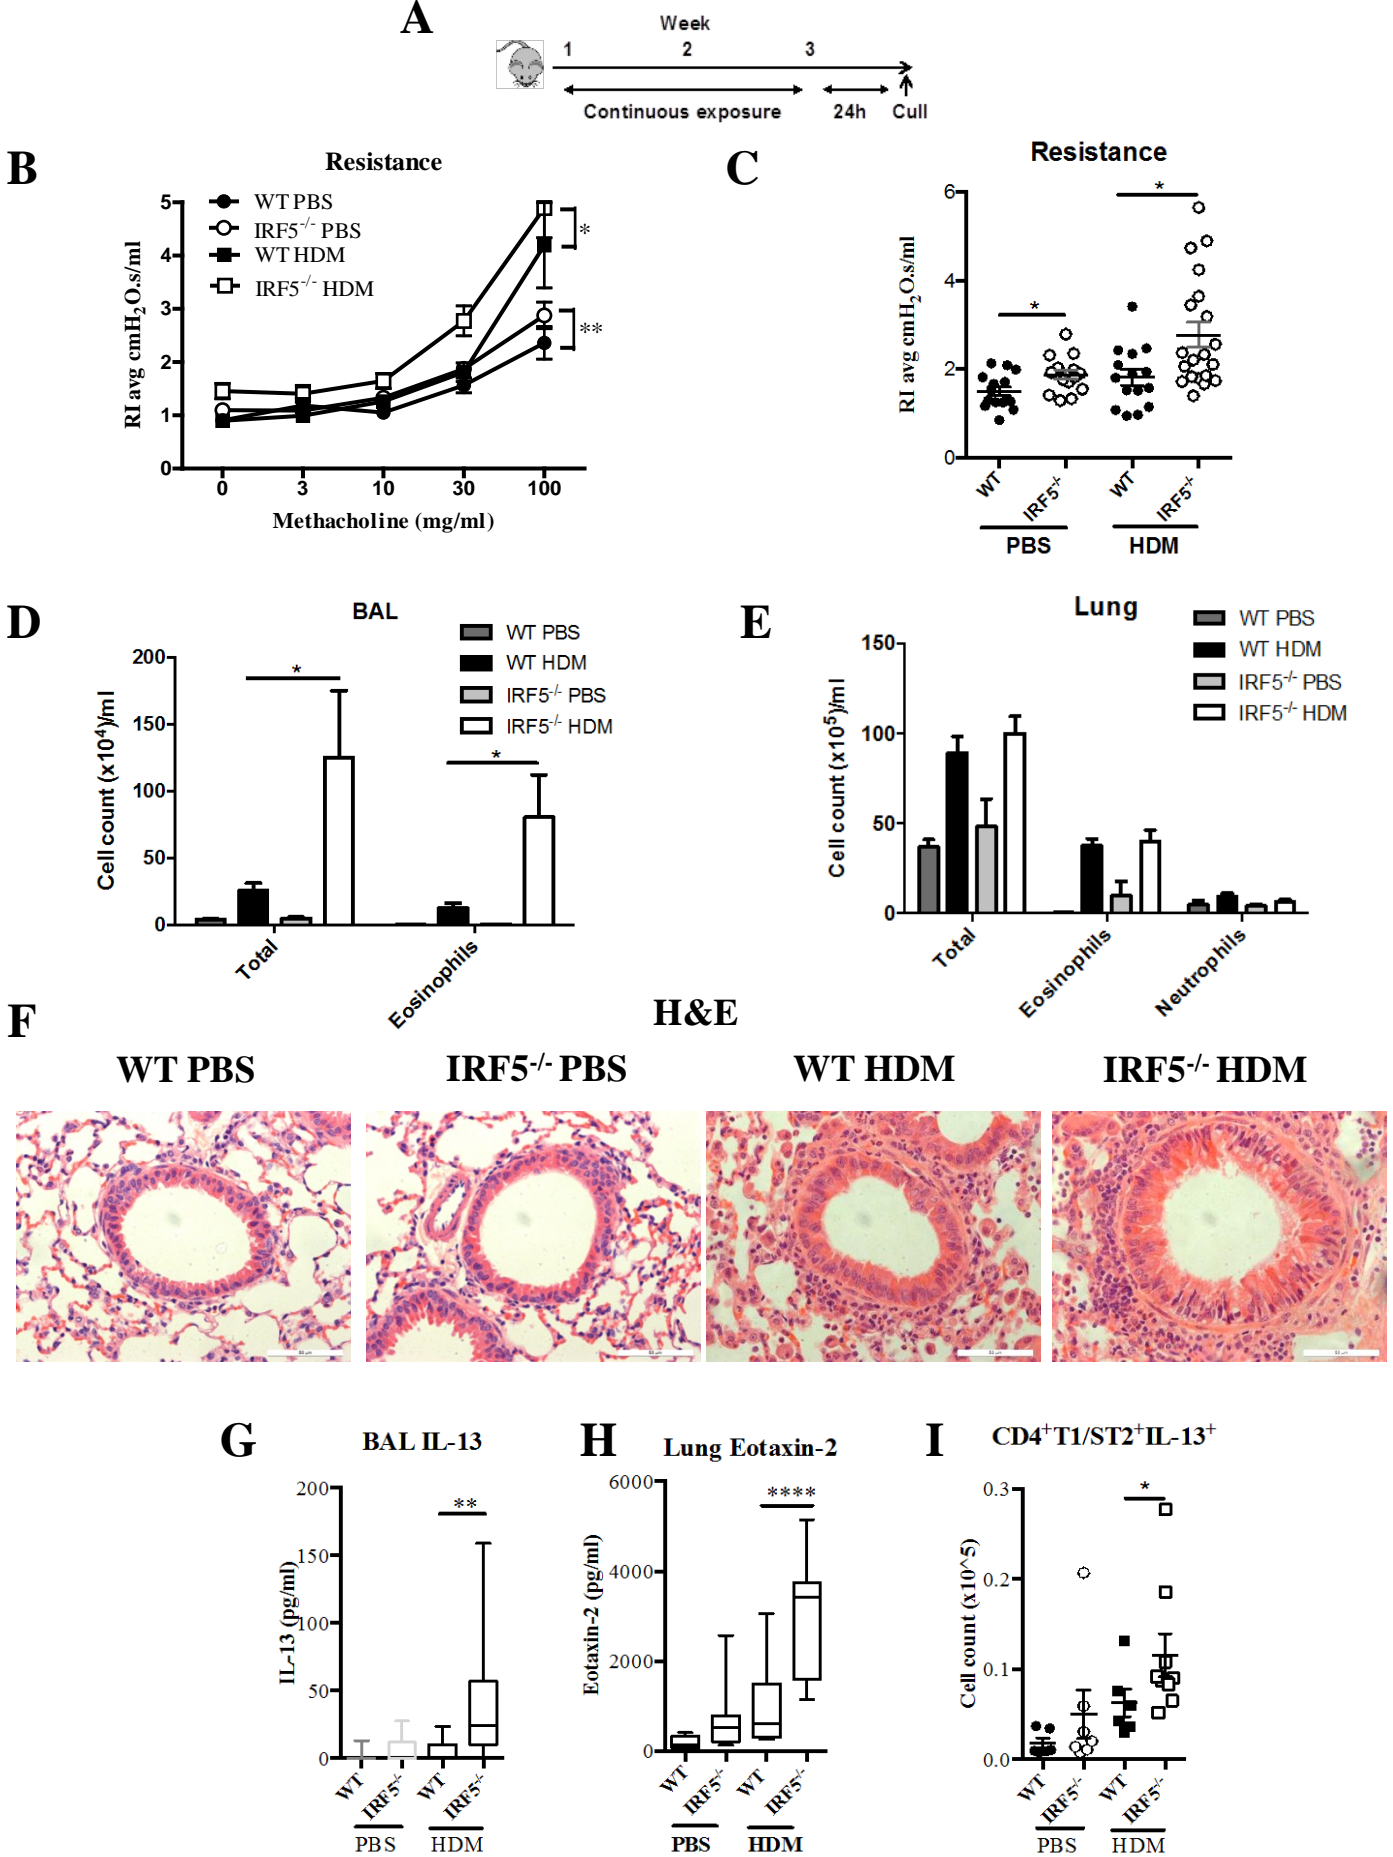 A
Week
1 2 3
Continuous exposure 24h Cull
B
Resistance
WT PBS
IRF5-/- PBS
WT HDM
IRF5-/- HDM
RI avg cmH2O.s/ml
5
4
3
2
1
0
0 3 10 30 100
Methacholine (mg/ml)
*
**
C
Resistance
RI avg cmH2O.s/ml
6
4
2
0
* *
WT IRF5-/- WT IRF5-/-
PBS HDM
D
BAL
WT PBS
WT HDM
IRF5-/- PBS
IRF5-/- HDM
Cell count (x10^4)/ml
200
150
100
50
0
* *
Total Eosinophils
E
Lung
WT PBS
WT HDM
IRF5-/- PBS
IRF5-/- HDM
Cell count (x10^5)/ml
150
100
50
0
Total Eosinophils Neutrophils
F
H&E
WT PBS IRF5-/- PBS WT HDM IRF5-/- HDM
G
BAL IL-13
IL-13 (pg/ml)
200
150
100
50
0
**
WT IRF5-/- WT IRF5-/-
PBS HDM
H
Lung Eotaxin-2
Eotaxin-2 (pg/ml)
6000
4000
2000
0
****
WT IRF5-/- WT IRF5-/-
PBS HDM
I
CD4+T1/ST2+IL-13+
Cell count (x10^5)
0.3
0.2
0.1
0.0
*
WT IRF5-/- WT IRF5-/-
PBS HDM